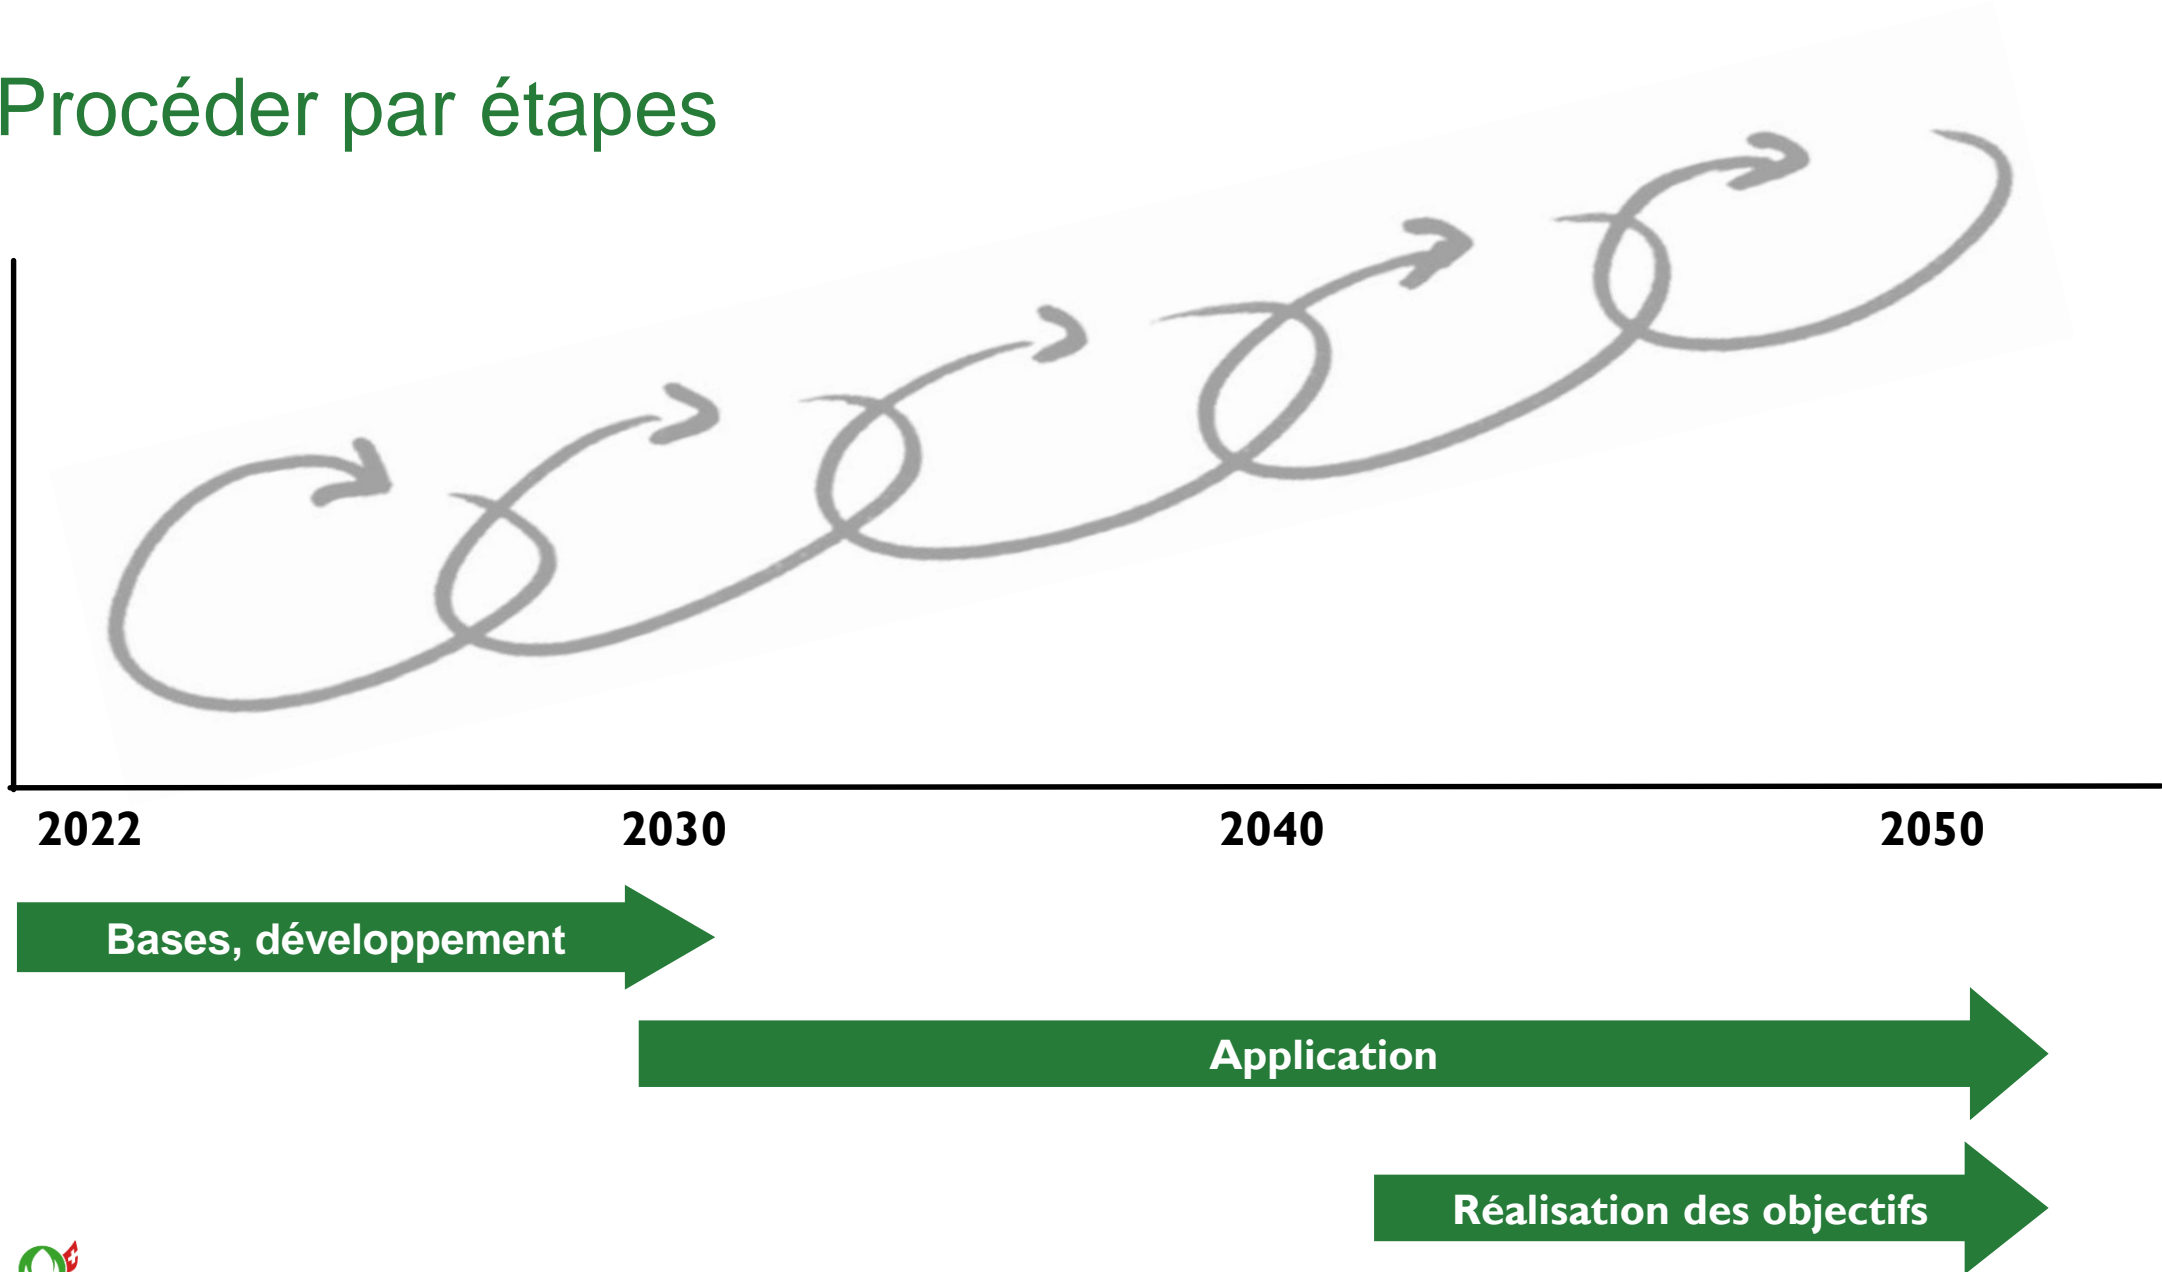 Procéder par étapes
2022 2030 2040 2050
Bases, développement
Application
Réalisation des objectifs